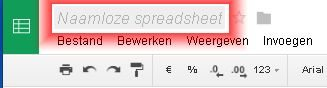 Naamloze spreadsheet
Bestand Bewerken Weergeven Invoegen
€ % .0 .00 123 Arial